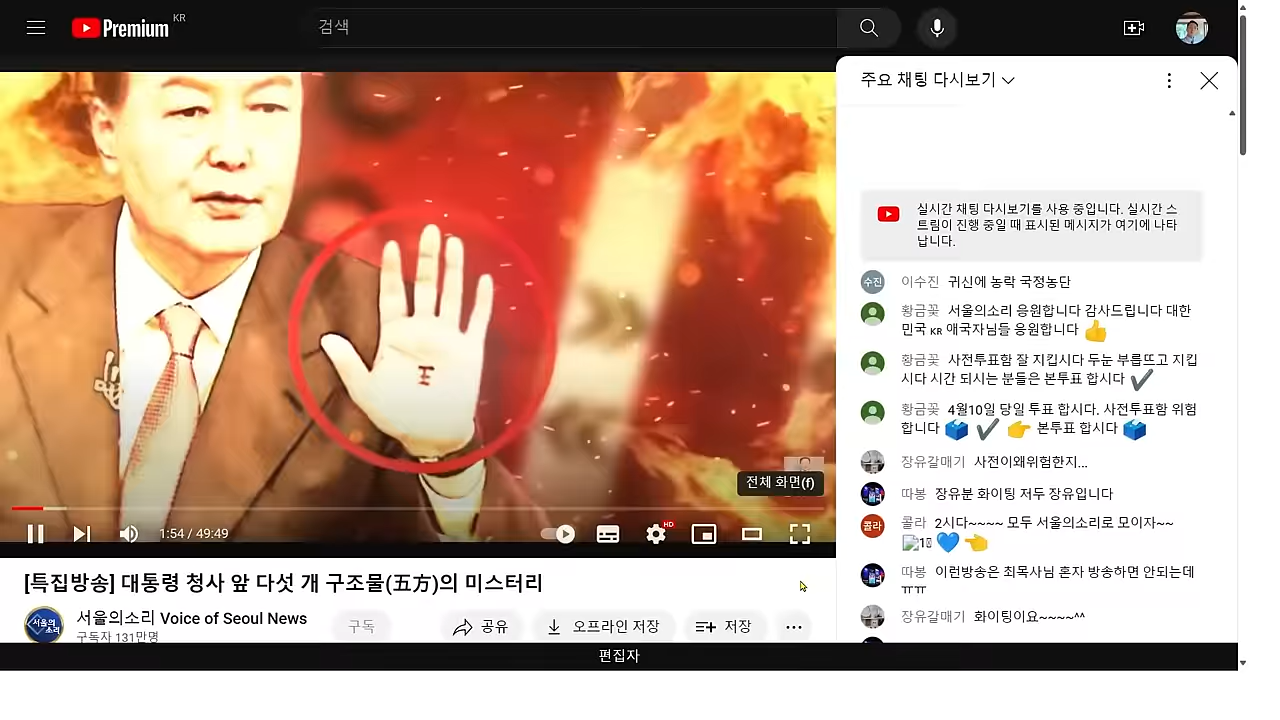 Premium KR
검색
王
전체 화면(f)
1:54 / 49:49
HD
[특집방송] 대통령 청사 앞 다섯 개 구조물(五方)의 미스터리
서울의소리
서울의소리 Voice of Seoul News
구독자 131만명
구독
공유
오프라인 저장
저장
주요 채팅 다시보기
실시간 채팅 다시보기를 사용 중입니다. 실시간 스
트림이 진행 중일 때 표시된 메시지가 여기에 나타
납니다.
수진 이수진 귀신에 농락 국정농단
황금꽃 서울의소리 응원합니다 감사드립니다 대한
민국 KR 애국자님들 응원합니다 👍
황금꽃 사전투표함 잘 지킵시다 두눈 부릅뜨고 지킵
시다 시간 되시는 분들은 본투표 합시다 ✔
황금꽃 4월10일 당일 투표 합시다. 사전투표함 위험
합니다 🗳 ✔ 👉 본투표 합시다 🗳
장유갈매기 사전이왜위험한지...
따봉 장유분 화이팅 저두 장유입니다
콜라 콜라 2시다~~~~ 모두 서울의소리로 모이자~~
💙 👈
따봉 이런방송은 최목사님 혼자 방송하면 안되는데
ㅠㅠ
장유갈매기 화이팅이요~~~~^^
편집자